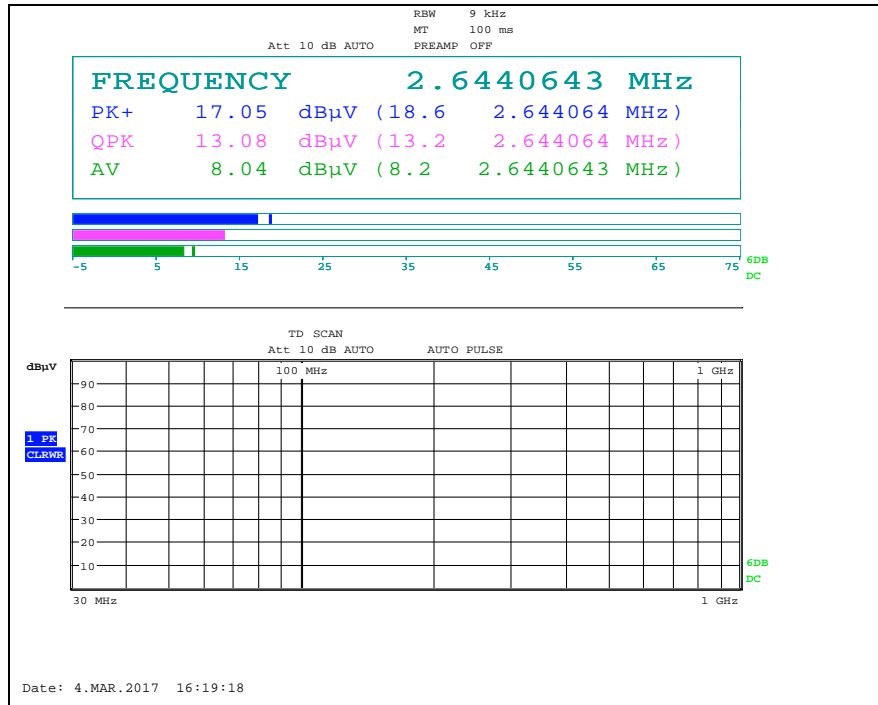 RBW 9 kHz
MT 100 ms
Att 10 dB AUTO PREAMP OFF
FREQUENCY 2.6440643 MHz
PK+ 17.05 dBµV (18.6 2.644064 MHz)
QPK 13.08 dBµV (13.2 2.644064 MHz)
AV 8.04 dBµV (8.2 2.6440643 MHz)
-5 5 15 25 35 45 55 65 75
6DB
DC
TD SCAN
Att 10 dB AUTO AUTO PULSE
dBµV
100 MHz 1 GHz
90
80
70
1 PK
CLRWR
60
50
40
30
20
10
6DB
DC
30 MHz 1 GHz
Date: 4.MAR.2017 16:19:18